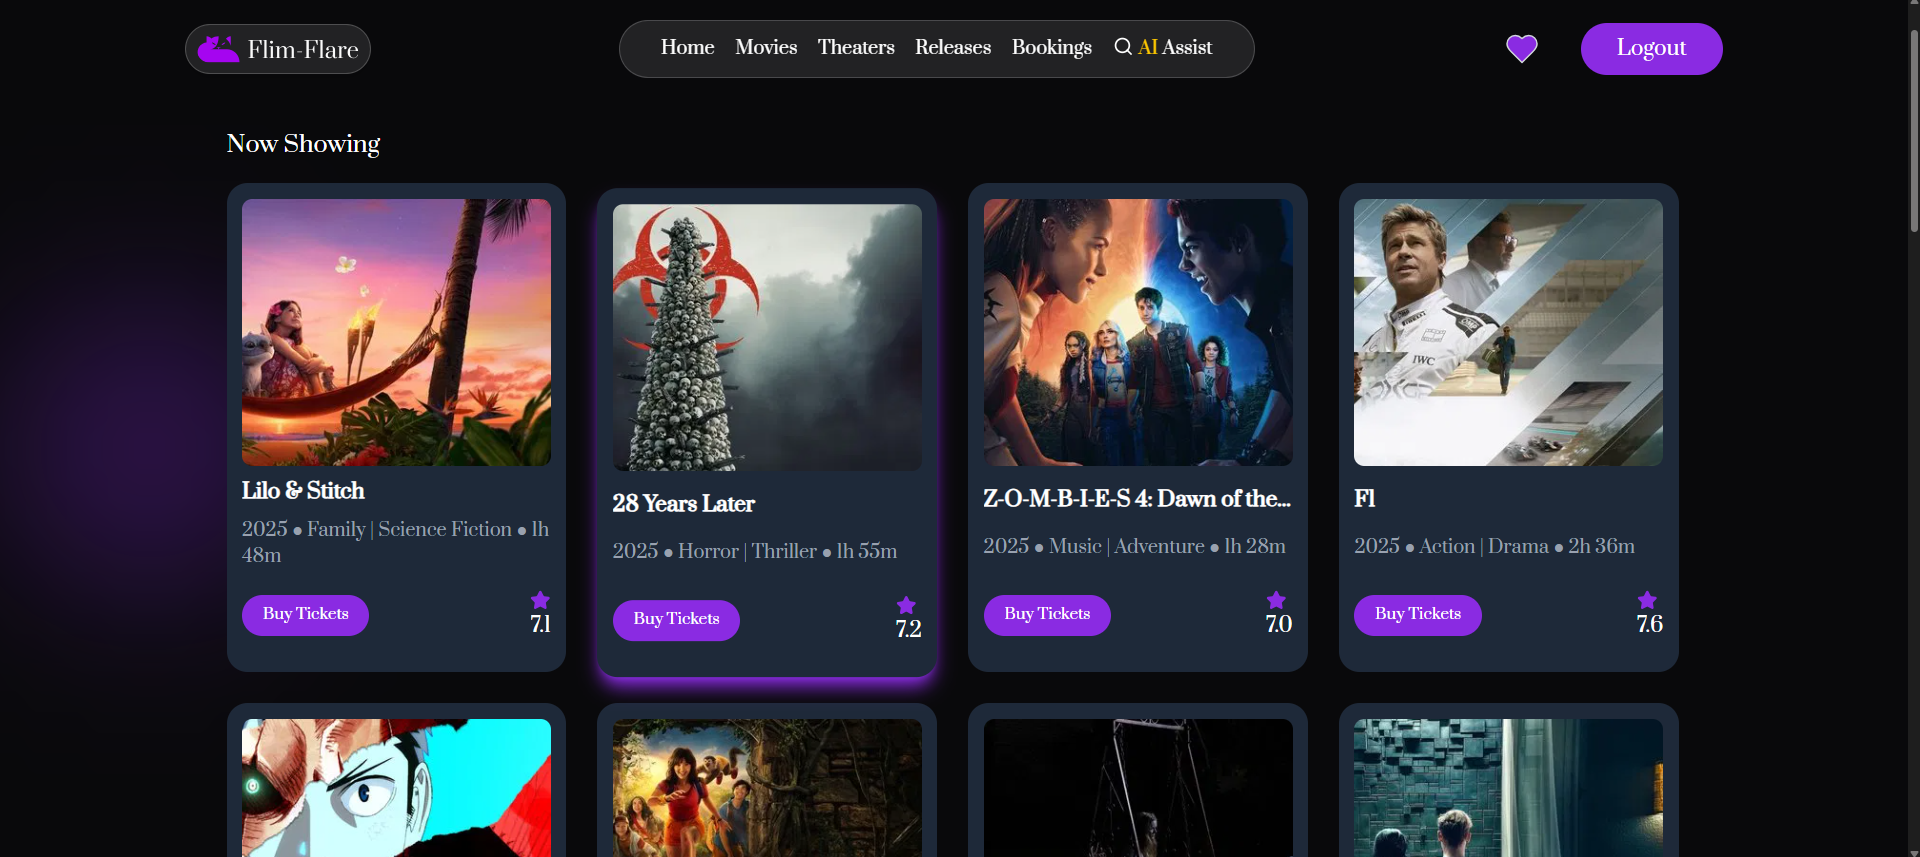 Flim-Flare
Home Movies Theaters Releases Bookings AI Assist
Logout
Now Showing
Lilo & Stitch
2025 ● Family | Science Fiction ● 1h
48m
Buy Tickets
7.1
28 Years Later
2025 ● Horror | Thriller ● 1h 55m
Buy Tickets
7.2
Z-O-M-B-I-E-S 4: Dawn of the...
2025 ● Music | Adventure ● 1h 28m
Buy Tickets
7.0
PIRELLI
IWC
F1
2025 ● Action | Drama ● 2h 36m
Buy Tickets
7.6